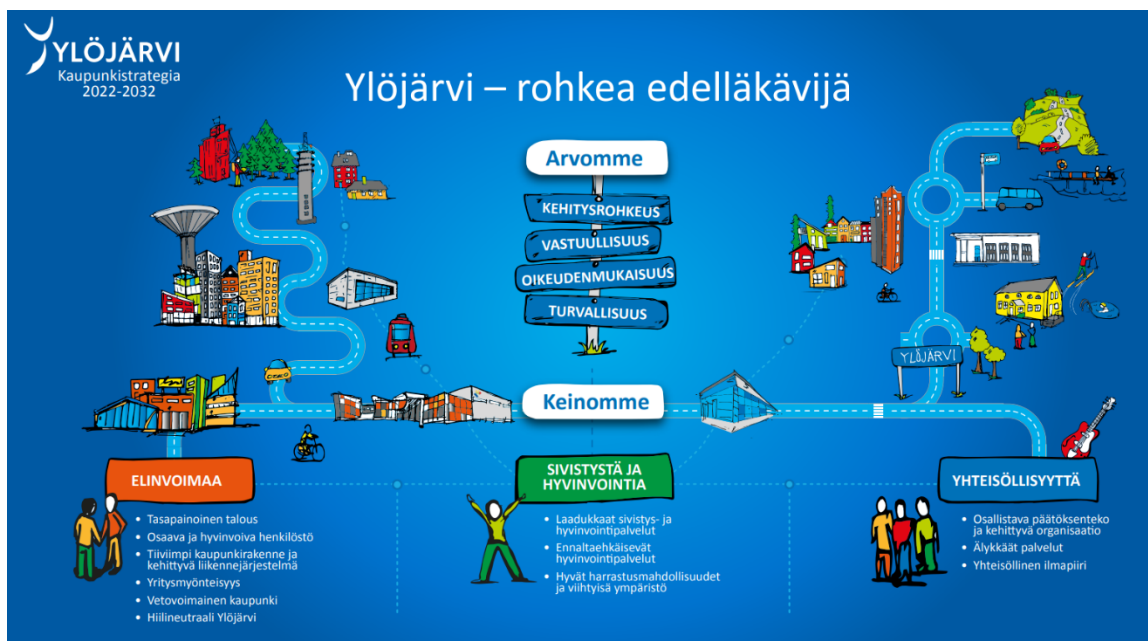 YLÖJÄRVI
Kaupunkistrategia
2022-2032
Ylöjärvi – rohkea edelläkävijä
Arvomme
KEHITYSROHKEUS
VASTUULLISUUS
OIKEUDENMUKAISUUS
TURVALLISUUS
YLÖJÄRVI
Keinomme
ELINVOIMAA
• Tasapainoinen talous
• Osaava ja hyvinvoiva henkilöstö
• Tiiviimpi kaupunkirakenne ja
kehittyvä liikennejärjestelmä
• Yritysmyönteisyys
• Vetovoimainen kaupunki
• Hiilineutraali Ylöjärvi
SIVISTYSTÄ JA
HYVINVOINTIA
• Laadukkaat sivistys- ja
hyvinvointipalvelut
• Ennaltaehkäisevät
hyvinvointipalvelut
• Hyvät harrastusmahdollisuudet
ja viihtyisä ympäristö
YHTEISÖLLISYYTTÄ
• Osallistava päätöksenteko
ja kehittyvä organisaatio
• Älykkäät palvelut
• Yhteisöllinen ilmapiiri